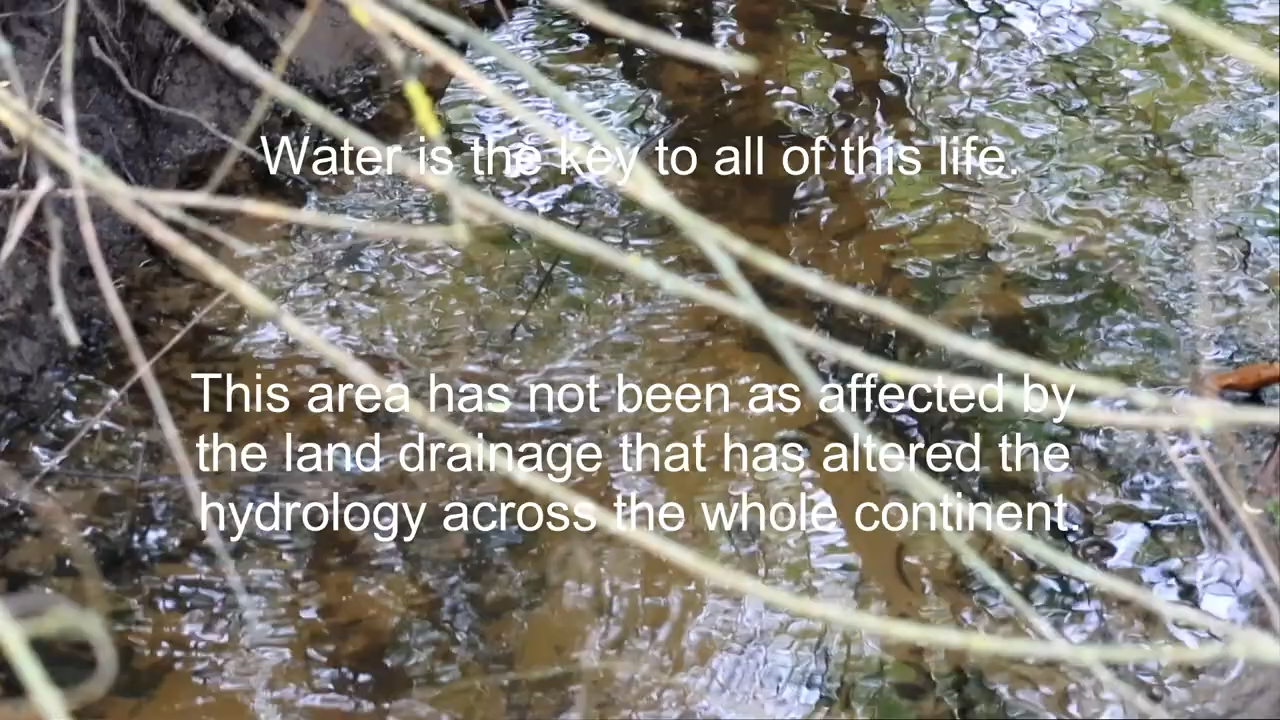 Water is the key to all of this life.
This area has not been as affected by
the land drainage that has altered the
hydrology across the whole continent.